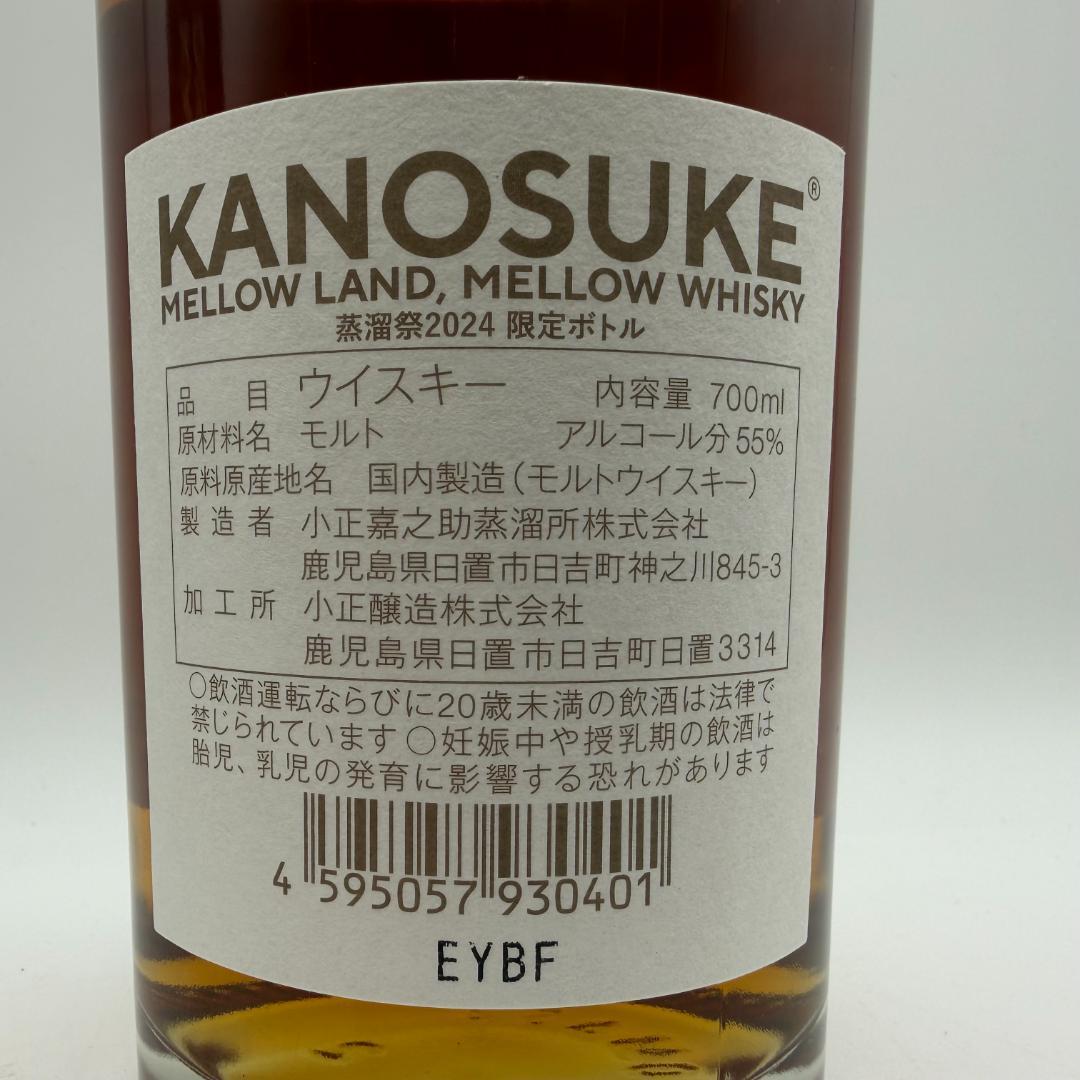 KANOSUKE®
MELLOW LAND, MELLOW WHISKY
蒸溜祭2024 限定ボトル
品目 ウイスキー 内容量 700ml
原材料名 モルト アルコール分 55%
原料原産地名 国内製造(モルトウイスキー)
製造者 小正嘉之助蒸溜所株式会社
鹿児島県日置市日吉町神之川845-3
加工所 小正醸造株式会社
鹿児島県日置市日吉町日置3314
○飲酒運転ならびに20歳未満の飲酒は法律で
禁じられています ○妊娠中や授乳期の飲酒は
胎児、乳児の発育に影響する恐れがあります
4 595057 930401
EYBF